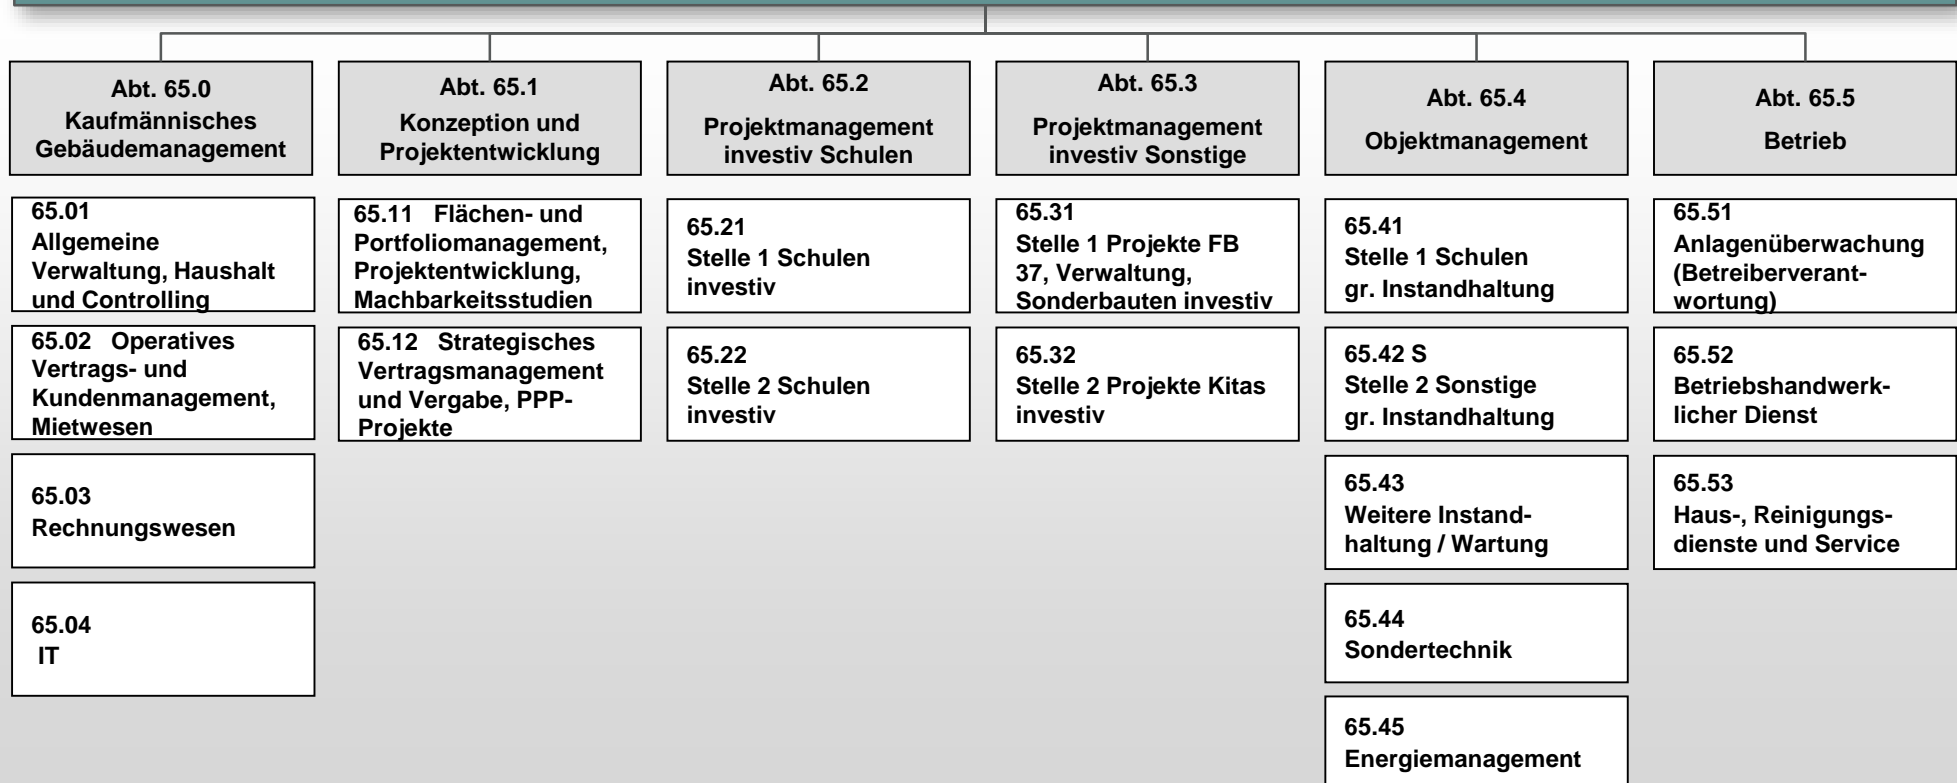 Abt. 65.0
Kaufmännisches
Gebäudemanagement
Abt. 65.1
Konzeption und
Projektentwicklung
Abt. 65.2
Projektmanagement
investiv Schulen
Abt. 65.3
Projektmanagement
investiv Sonstige
Abt. 65.4
Objektmanagement
Abt. 65.5
Betrieb
65.01
Allgemeine
Verwaltung, Haushalt
und Controlling
65.02 Operatives
Vertrags- und
Kundenmanagement,
Mietwesen
65.03
Rechnungswesen
65.04
IT
65.11 Flächen- und
Portfoliomanagement,
Projektentwicklung,
Machbarkeitsstudien
65.12 Strategisches
Vertragsmanagement
und Vergabe, PPP-
Projekte
65.21
Stelle 1 Schulen
investiv
65.22
Stelle 2 Schulen
investiv
65.31
Stelle 1 Projekte FB
37, Verwaltung,
Sonderbauten investiv
65.32
Stelle 2 Projekte Kitas
investiv
65.41
Stelle 1 Schulen
gr. Instandhaltung
65.42 S
Stelle 2 Sonstige
gr. Instandhaltung
65.43
Weitere Instand-
haltung / Wartung
65.44
Sondertechnik
65.45
Energiemanagement
65.51
Anlagenüberwachung
(Betreiberverant-
wortung)
65.52
Betriebshandwerk-
licher Dienst
65.53
Haus-, Reinigungs-
dienste und Service